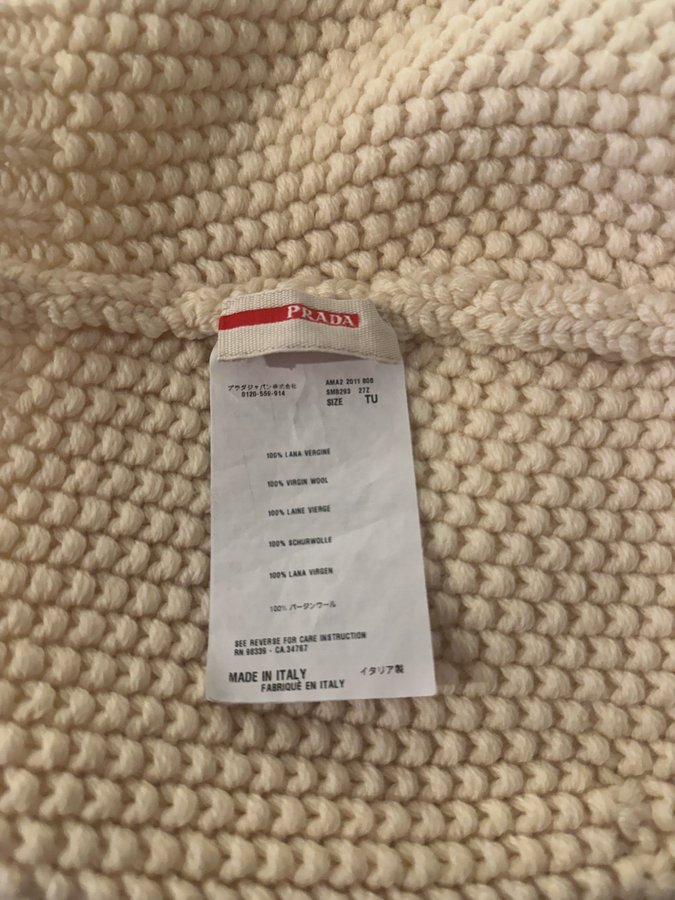 PRADA
プラダジャパン株式会社
0120-559-914
AMA2 2011 808
SMB293 27Z
SIZE TU
100% LANA VERGINE
100% VIRGIN WOOL
100% LAINE VIERGE
100% SCHURWOLLE
100% LANA VIRGEN
100% バージンウール
SEE REVERSE FOR CARE INSTRUCTION
RN 98339 - CA.34767
MADE IN ITALY イタリア製
FABRIQUÉ EN ITALY